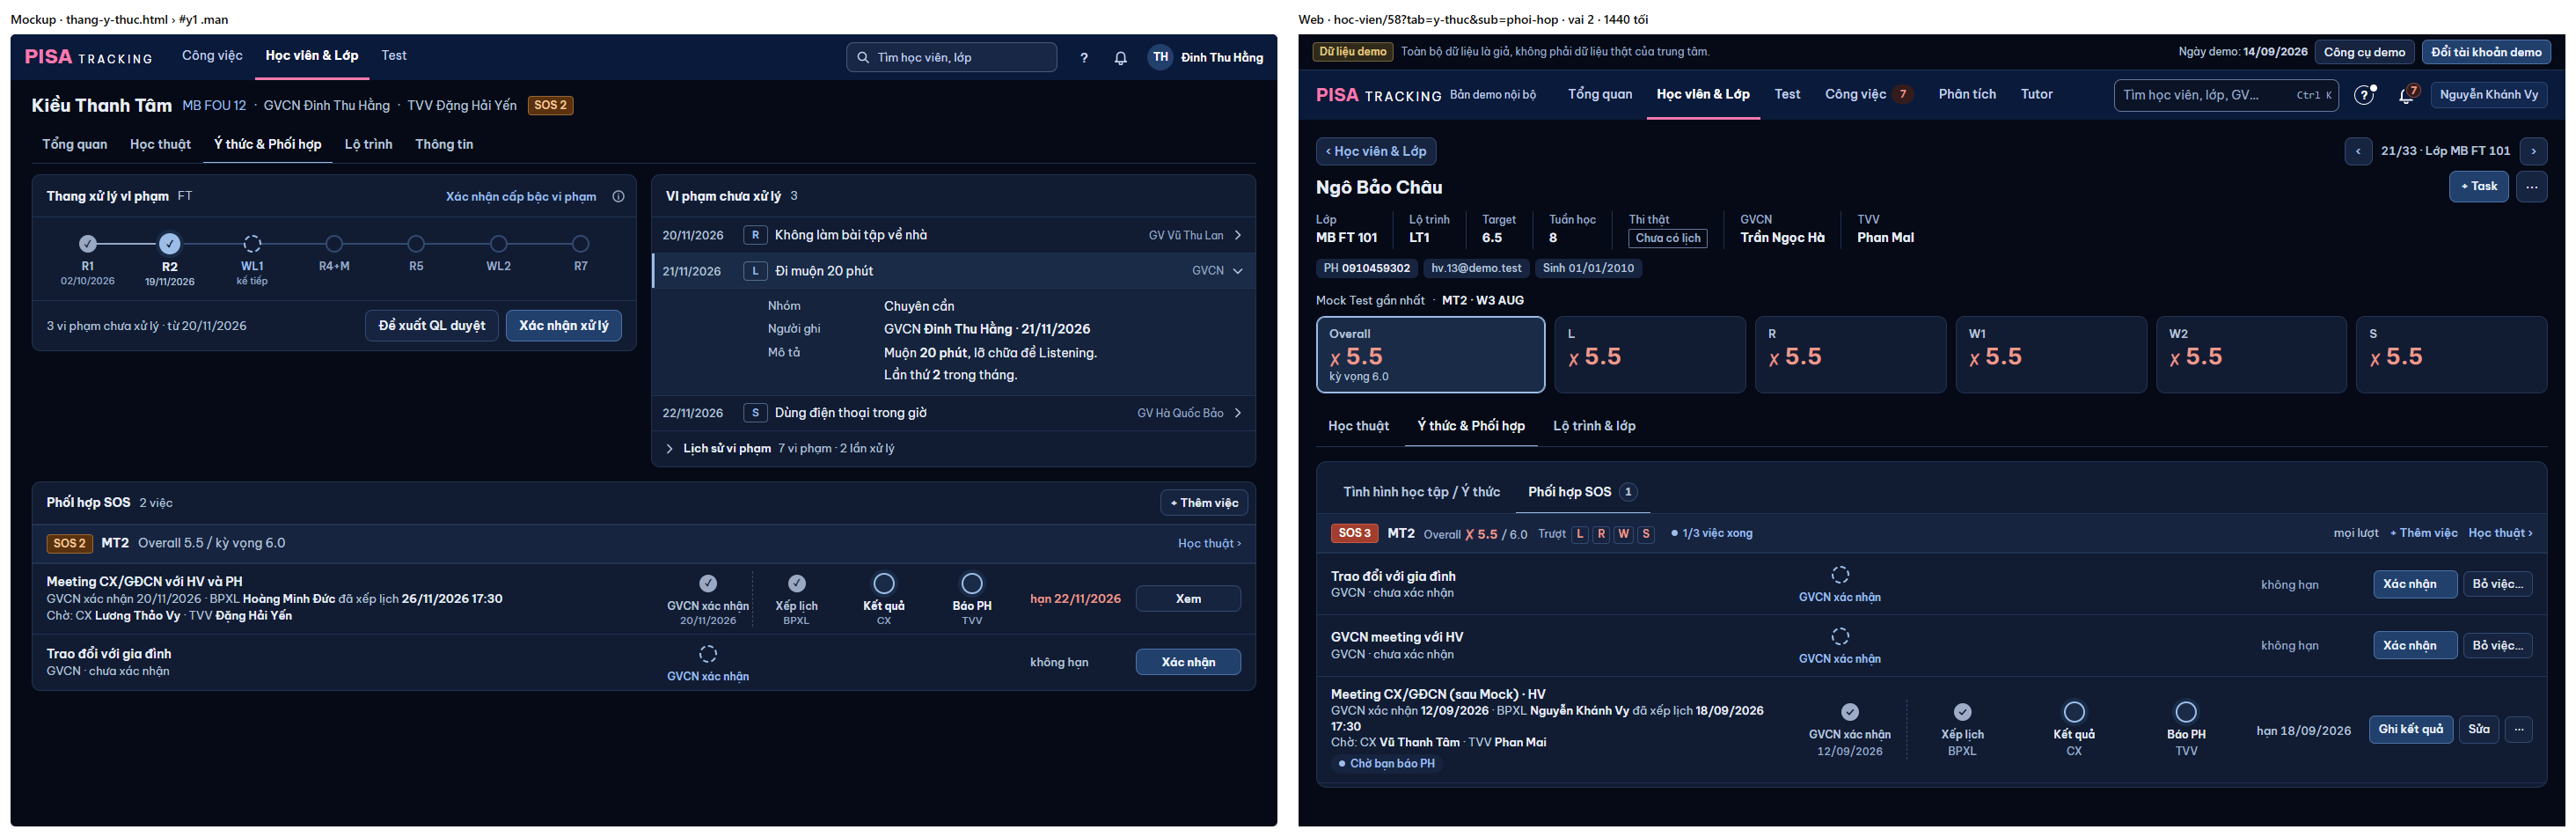 Mockup · thang-y-thuc.html › #y1 .man
PISA TRACKING Công việc Học viên & Lớp Test Tìm học viên, lớp ? TH Đinh Thu Hằng
Kiều Thanh Tâm MB FOU 12 · GVCN Đinh Thu Hằng · TVV Đặng Hải Yến SOS 2
Tổng quan Học thuật Ý thức & Phối hợp Lộ trình Thông tin
Thang xử lý vi phạm FT Xác nhận cấp bậc vi phạm
R1 R2 WL1 R4+M R5 WL2 R7
02/10/2026 19/11/2026 kế tiếp
3 vi phạm chưa xử lý · từ 20/11/2026 Đề xuất QL duyệt Xác nhận xử lý
Vi phạm chưa xử lý 3
20/11/2026 R Không làm bài tập về nhà GV Vũ Thu Lan
21/11/2026 L Đi muộn 20 phút GVCN
Nhóm Chuyên cần
Người ghi GVCN Đinh Thu Hằng · 21/11/2026
Mô tả Muộn 20 phút, lỡ chữa đề Listening.
Lần thứ 2 trong tháng.
22/11/2026 S Dùng điện thoại trong giờ GV Hà Quốc Bảo
Lịch sử vi phạm 7 vi phạm · 2 lần xử lý
Phối hợp SOS 2 việc + Thêm việc
SOS 2 MT2 Overall 5.5 / kỳ vọng 6.0 Học thuật ›
Meeting CX/GĐCN với HV và PH
GVCN xác nhận 20/11/2026 · BPXL Hoàng Minh Đức đã xếp lịch 26/11/2026 17:30
Chờ: CX Lương Thảo Vy · TVV Đặng Hải Yến
GVCN xác nhận Xếp lịch Kết quả Báo PH
20/11/2026 BPXL CX TVV
hạn 22/11/2026 Xem
Trao đổi với gia đình
GVCN · chưa xác nhận
GVCN xác nhận
không hạn Xác nhận
Web · hoc-vien/58?tab=y-thuc&sub=phoi-hop · vai 2 · 1440 tối
Dữ liệu demo Toàn bộ dữ liệu là giả, không phải dữ liệu thật của trung tâm. Ngày demo: 14/09/2026 Công cụ demo Đổi tài khoản demo
PISA TRACKING Bản demo nội bộ Tổng quan Học viên & Lớp Test Công việc 7 Phân tích Tutor Tìm học viên, lớp, GV... Ctrl K ? 7 Nguyễn Khánh Vy
‹ Học viên & Lớp ‹ 21/33 · Lớp MB FT 101 ›
Ngô Bảo Châu + Task ...
Lớp Lộ trình Target Tuần học Thi thật GVCN TVV
MB FT 101 LT1 6.5 8 Chưa có lịch Trần Ngọc Hà Phan Mai
PH 0910459302 hv.13@demo.test Sinh 01/01/2010
Mock Test gần nhất · MT2 · W3 AUG
Overall L R W1 W2 S
✗ 5.5 ✗ 5.5 ✗ 5.5 ✗ 5.5 ✗ 5.5 ✗ 5.5
kỳ vọng 6.0
Học thuật Ý thức & Phối hợp Lộ trình & lớp
Tình hình học tập / Ý thức Phối hợp SOS 1
SOS 3 MT2 Overall ✗ 5.5 / 6.0 Trượt L R W S 1/3 việc xong mọi lượt + Thêm việc Học thuật ›
Trao đổi với gia đình
GVCN · chưa xác nhận
GVCN xác nhận
không hạn Xác nhận Bỏ việc...
GVCN meeting với HV
GVCN · chưa xác nhận
GVCN xác nhận
không hạn Xác nhận Bỏ việc...
Meeting CX/GĐCN (sau Mock) · HV
GVCN xác nhận 12/09/2026 · BPXL Nguyễn Khánh Vy đã xếp lịch 18/09/2026
17:30
Chờ: CX Vũ Thanh Tâm · TVV Phan Mai
Chờ bạn báo PH
GVCN xác nhận Xếp lịch Kết quả Báo PH
12/09/2026 BPXL CX TVV
hạn 18/09/2026 Ghi kết quả Sửa ...